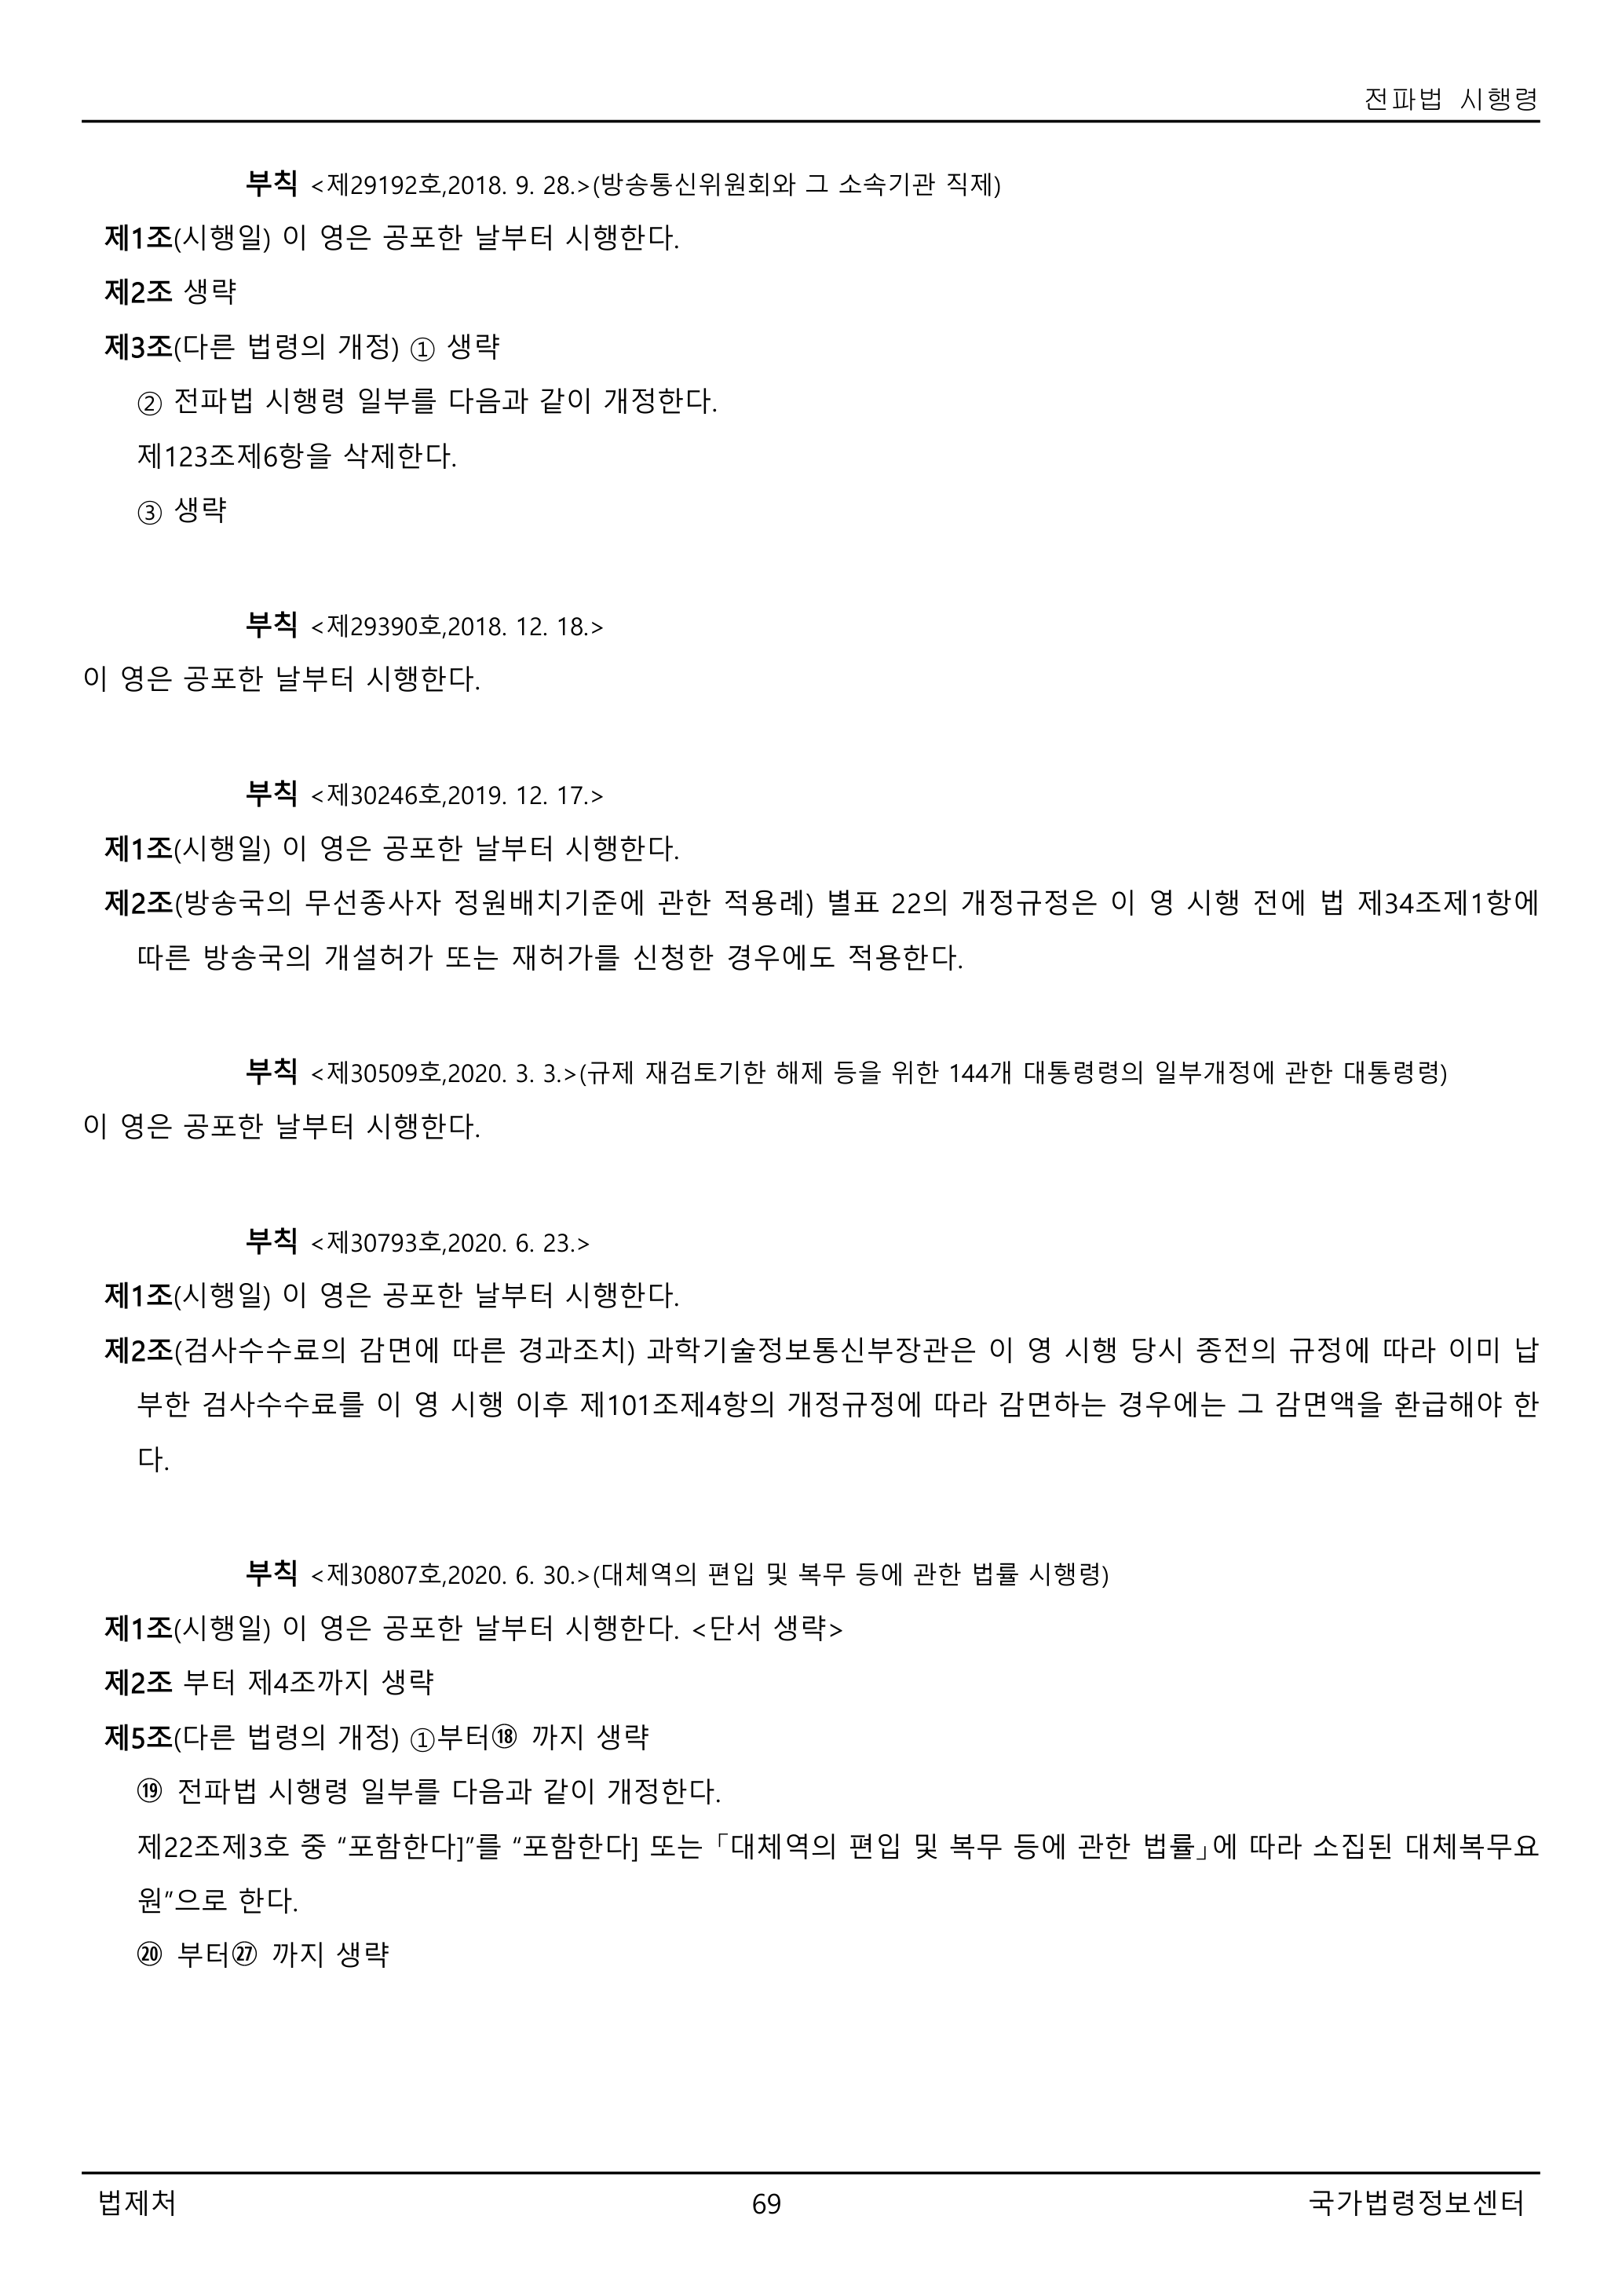 전파법 시행령
부칙 <제29192호,2018. 9. 28.>(방송통신위원회와 그 소속기관 직제)
제1조(시행일) 이 영은 공포한 날부터 시행한다.
제2조 생략
제3조(다른 법령의 개정) ① 생략
② 전파법 시행령 일부를 다음과 같이 개정한다.
제123조제6항을 삭제한다.
③ 생략
부칙 <제29390호,2018. 12. 18.>
이 영은 공포한 날부터 시행한다.
부칙 <제30246호,2019. 12. 17.>
제1조(시행일) 이 영은 공포한 날부터 시행한다.
제2조(방송국의 무선종사자 정원배치기준에 관한 적용례) 별표 22의 개정규정은 이 영 시행 전에 법 제34조제1항에
따른 방송국의 개설허가 또는 재허가를 신청한 경우에도 적용한다.
부칙 <제30509호,2020. 3. 3.>(규제 재검토기한 해제 등을 위한 144개 대통령령의 일부개정에 관한 대통령령)
이 영은 공포한 날부터 시행한다.
부칙 <제30793호,2020. 6. 23.>
제1조(시행일) 이 영은 공포한 날부터 시행한다.
제2조(검사수수료의 감면에 따른 경과조치) 과학기술정보통신부장관은 이 영 시행 당시 종전의 규정에 따라 이미 납
부한 검사수수료를 이 영 시행 이후 제101조제4항의 개정규정에 따라 감면하는 경우에는 그 감면액을 환급해야 한
다.
부칙 <제30807호,2020. 6. 30.>(대체역의 편입 및 복무 등에 관한 법률 시행령)
제1조(시행일) 이 영은 공포한 날부터 시행한다. <단서 생략>
제2조 부터 제4조까지 생략
제5조(다른 법령의 개정) ①부터⑱ 까지 생략
⑲ 전파법 시행령 일부를 다음과 같이 개정한다.
제22조제3호 중 “포함한다]”를 “포함한다] 또는 「대체역의 편입 및 복무 등에 관한 법률」에 따라 소집된 대체복무요
원”으로 한다.
⑳ 부터㉗ 까지 생략
법제처 69 국가법령정보센터